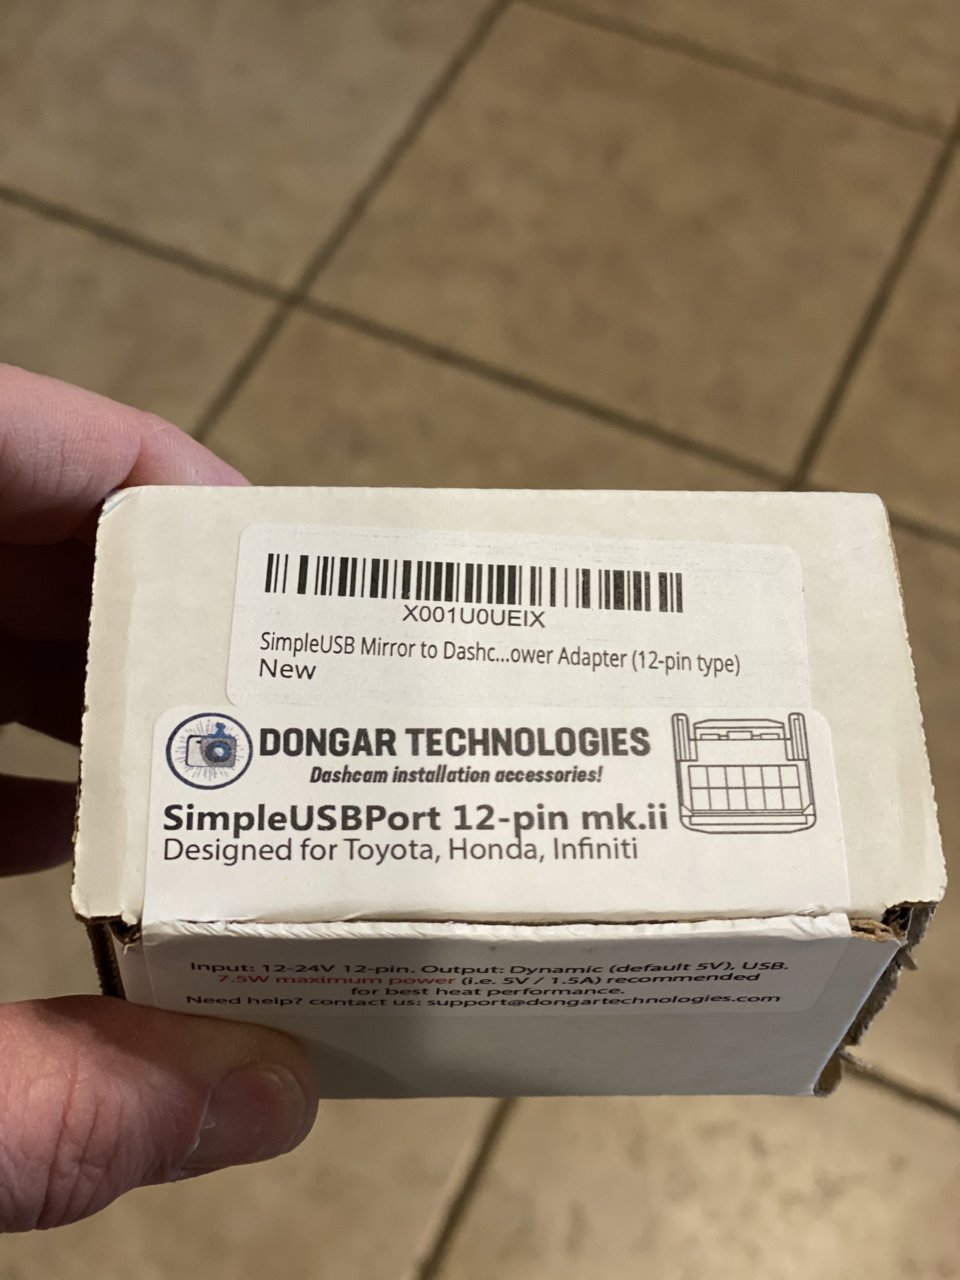 X001U0UEIX
SimpleUSB Mirror to Dashc...ower Adapter (12-pin type)
New
DONGAR TECHNOLOGIES
Dashcam installation accessories!
SimpleUSBPort 12-pin mk.ii
Designed for Toyota, Honda, Infiniti
Input: 12-24V 12-pin. Output: Dynamic (default 5V), USB.
7.5W maximum power (i.e. 5V / 1.5A) recommended
for best heat performance.
Need help? contact us: support@dongartechnologies.com